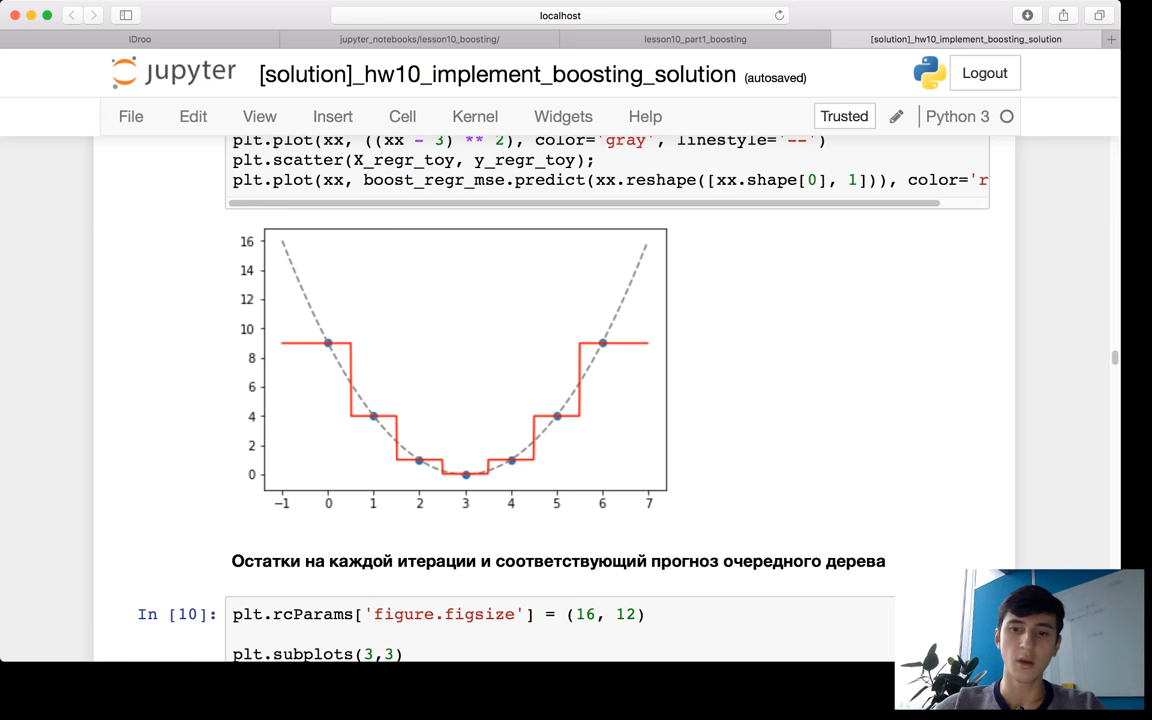 localhost
IDroo
jupyter_notebooks/lesson10_boosting/
lesson10_part1_boosting
[solution]_hw10_implement_boosting_solution
+
jupyter
[solution]_hw10_implement_boosting_solution (autosaved)
Logout
File
Edit
View
Insert
Cell
Kernel
Widgets
Help
Trusted
Python 3
plt.plot(xx, ((xx - 3) ** 2), color='gray', linestyle='--')
plt.scatter(X_regr_toy, y_regr_toy);
plt.plot(xx, boost_regr_mse.predict(xx.reshape([xx.shape[0], 1])), color='r
16
14
12
10
8
6
4
2
0
−1 0 1 2 3 4 5 6 7
Остатки на каждой итерации и соответствующий прогноз очередного дерева
In [10]:
plt.rcParams['figure.figsize'] = (16, 12)
plt.subplots(3,3)